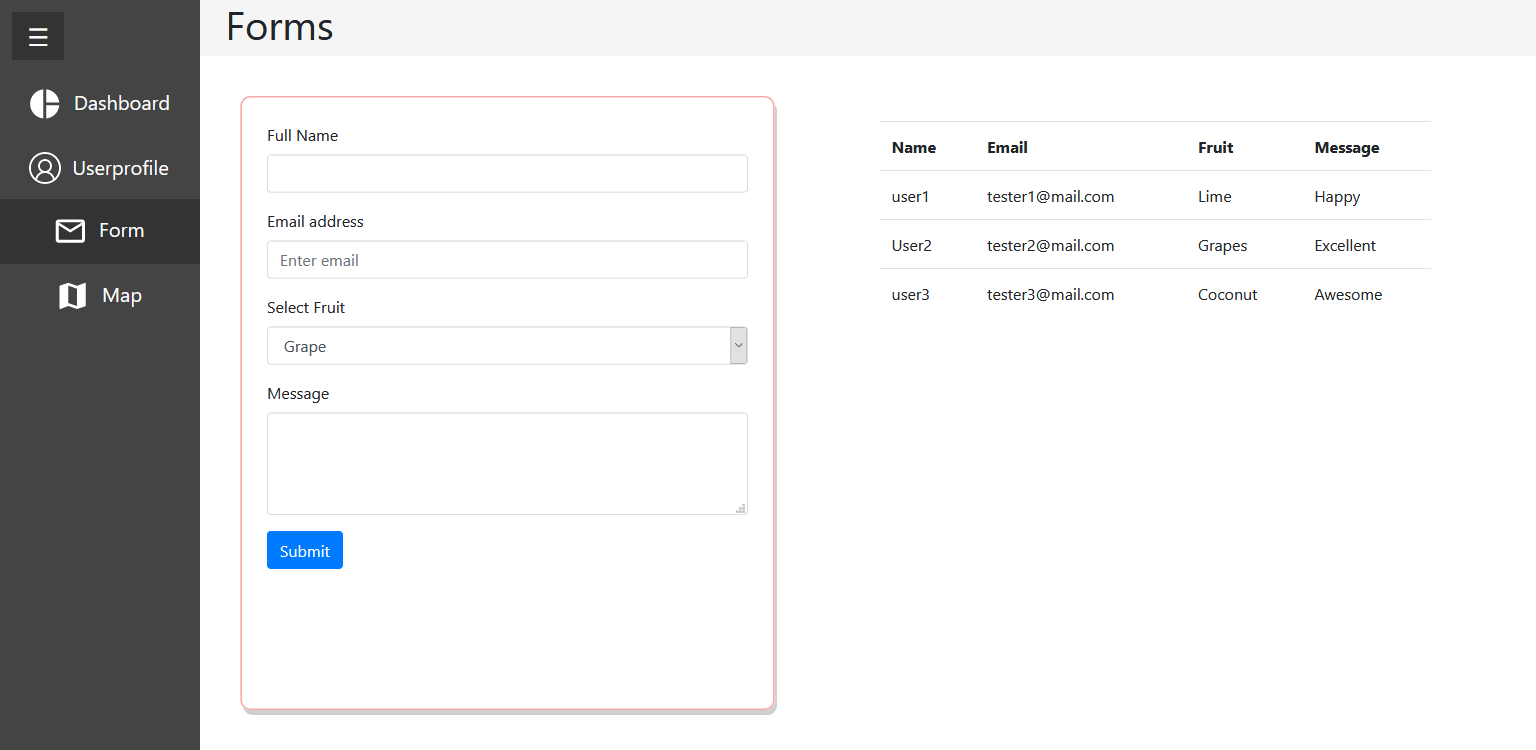 Forms
Dashboard
Userprofile
Form
Map
Full Name
Email address
Enter email
Select Fruit
Grape
Message
Submit
Name Email Fruit Message
user1 tester1@mail.com Lime Happy
User2 tester2@mail.com Grapes Excellent
user3 tester3@mail.com Coconut Awesome